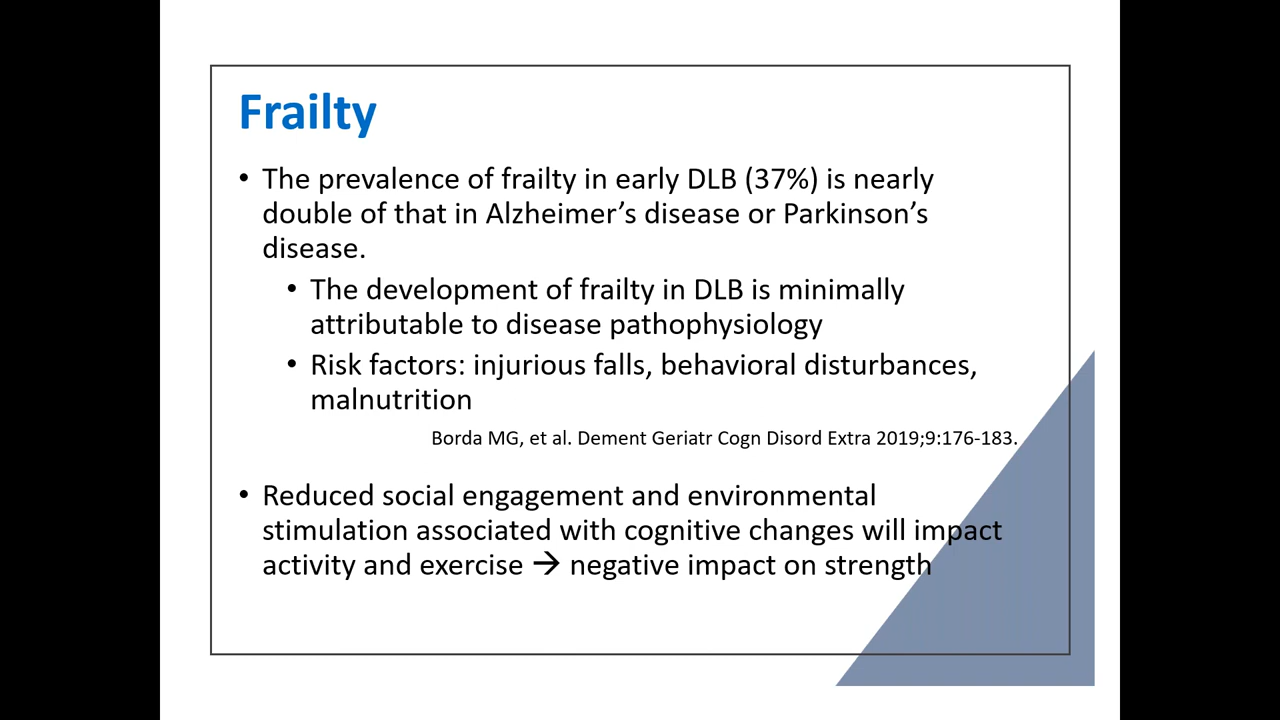 Frailty
• The prevalence of frailty in early DLB (37%) is nearly
double of that in Alzheimer’s disease or Parkinson’s
disease.
• The development of frailty in DLB is minimally
attributable to disease pathophysiology
• Risk factors: injurious falls, behavioral disturbances,
malnutrition
Borda MG, et al. Dement Geriatr Cogn Disord Extra 2019;9:176-183.
• Reduced social engagement and environmental
stimulation associated with cognitive changes will impact
activity and exercise → negative impact on strength